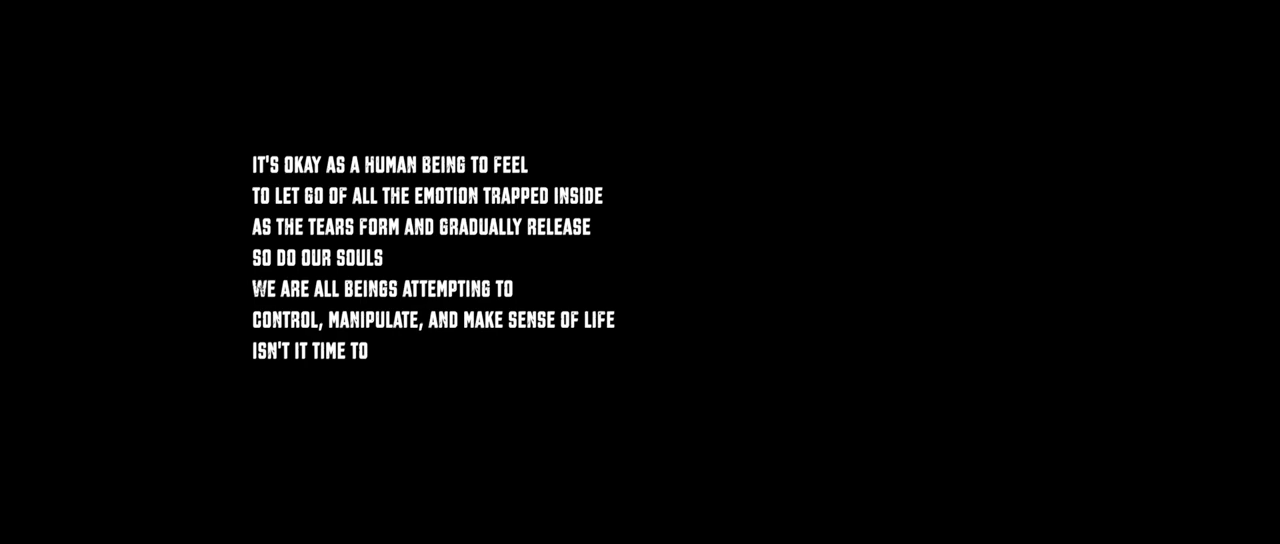 IT'S OKAY AS A HUMAN BEING TO FEEL
TO LET GO OF ALL THE EMOTION TRAPPED INSIDE
AS THE TEARS FORM AND GRADUALLY RELEASE
SO DO OUR SOULS
WE ARE ALL BEINGS ATTEMPTING TO
CONTROL, MANIPULATE, AND MAKE SENSE OF LIFE
ISN'T IT TIME TO